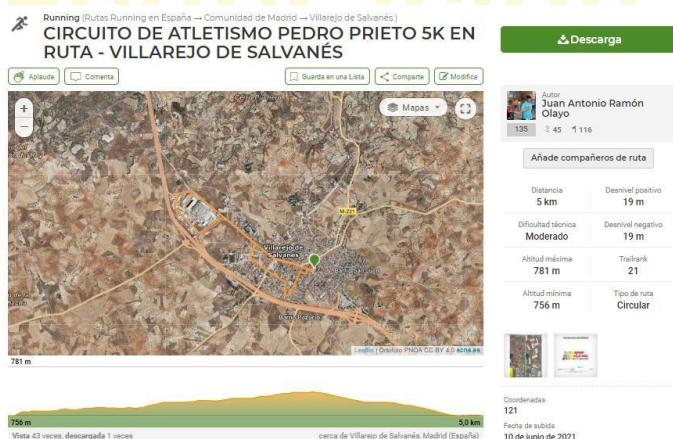 Running (Rutas Running en España → Comunidad de Madrid → Villarejo de Salvanés)
CIRCUITO DE ATLETISMO PEDRO PRIETO 5K EN
RUTA - VILLAREJO DE SALVANÉS
Aplaude
Comenta
Guarda en una Lista
Comparte
Modifica
+
−
Mapas
M-221
Villarejo de
Salvanés
Leaflet | Ortofoto PNOA CC BY 4.0 scne.es
781 m
756 m
5,0 km
Vista 43 veces, descargada 1 veces
cerca de Villarejo de Salvanés, Madrid (España)
Descarga
Autor
Juan Antonio Ramón
Olayo
135
45
116
Añade compañeros de ruta
Distancia
5 km
Desnivel positivo
19 m
Dificultad técnica
Moderado
Desnivel negativo
19 m
Altitud máxima
781 m
Trailrank
21
Altitud mínima
756 m
Tipo de ruta
Circular
Coordenadas
121
Fecha de subida
10 de junio de 2021